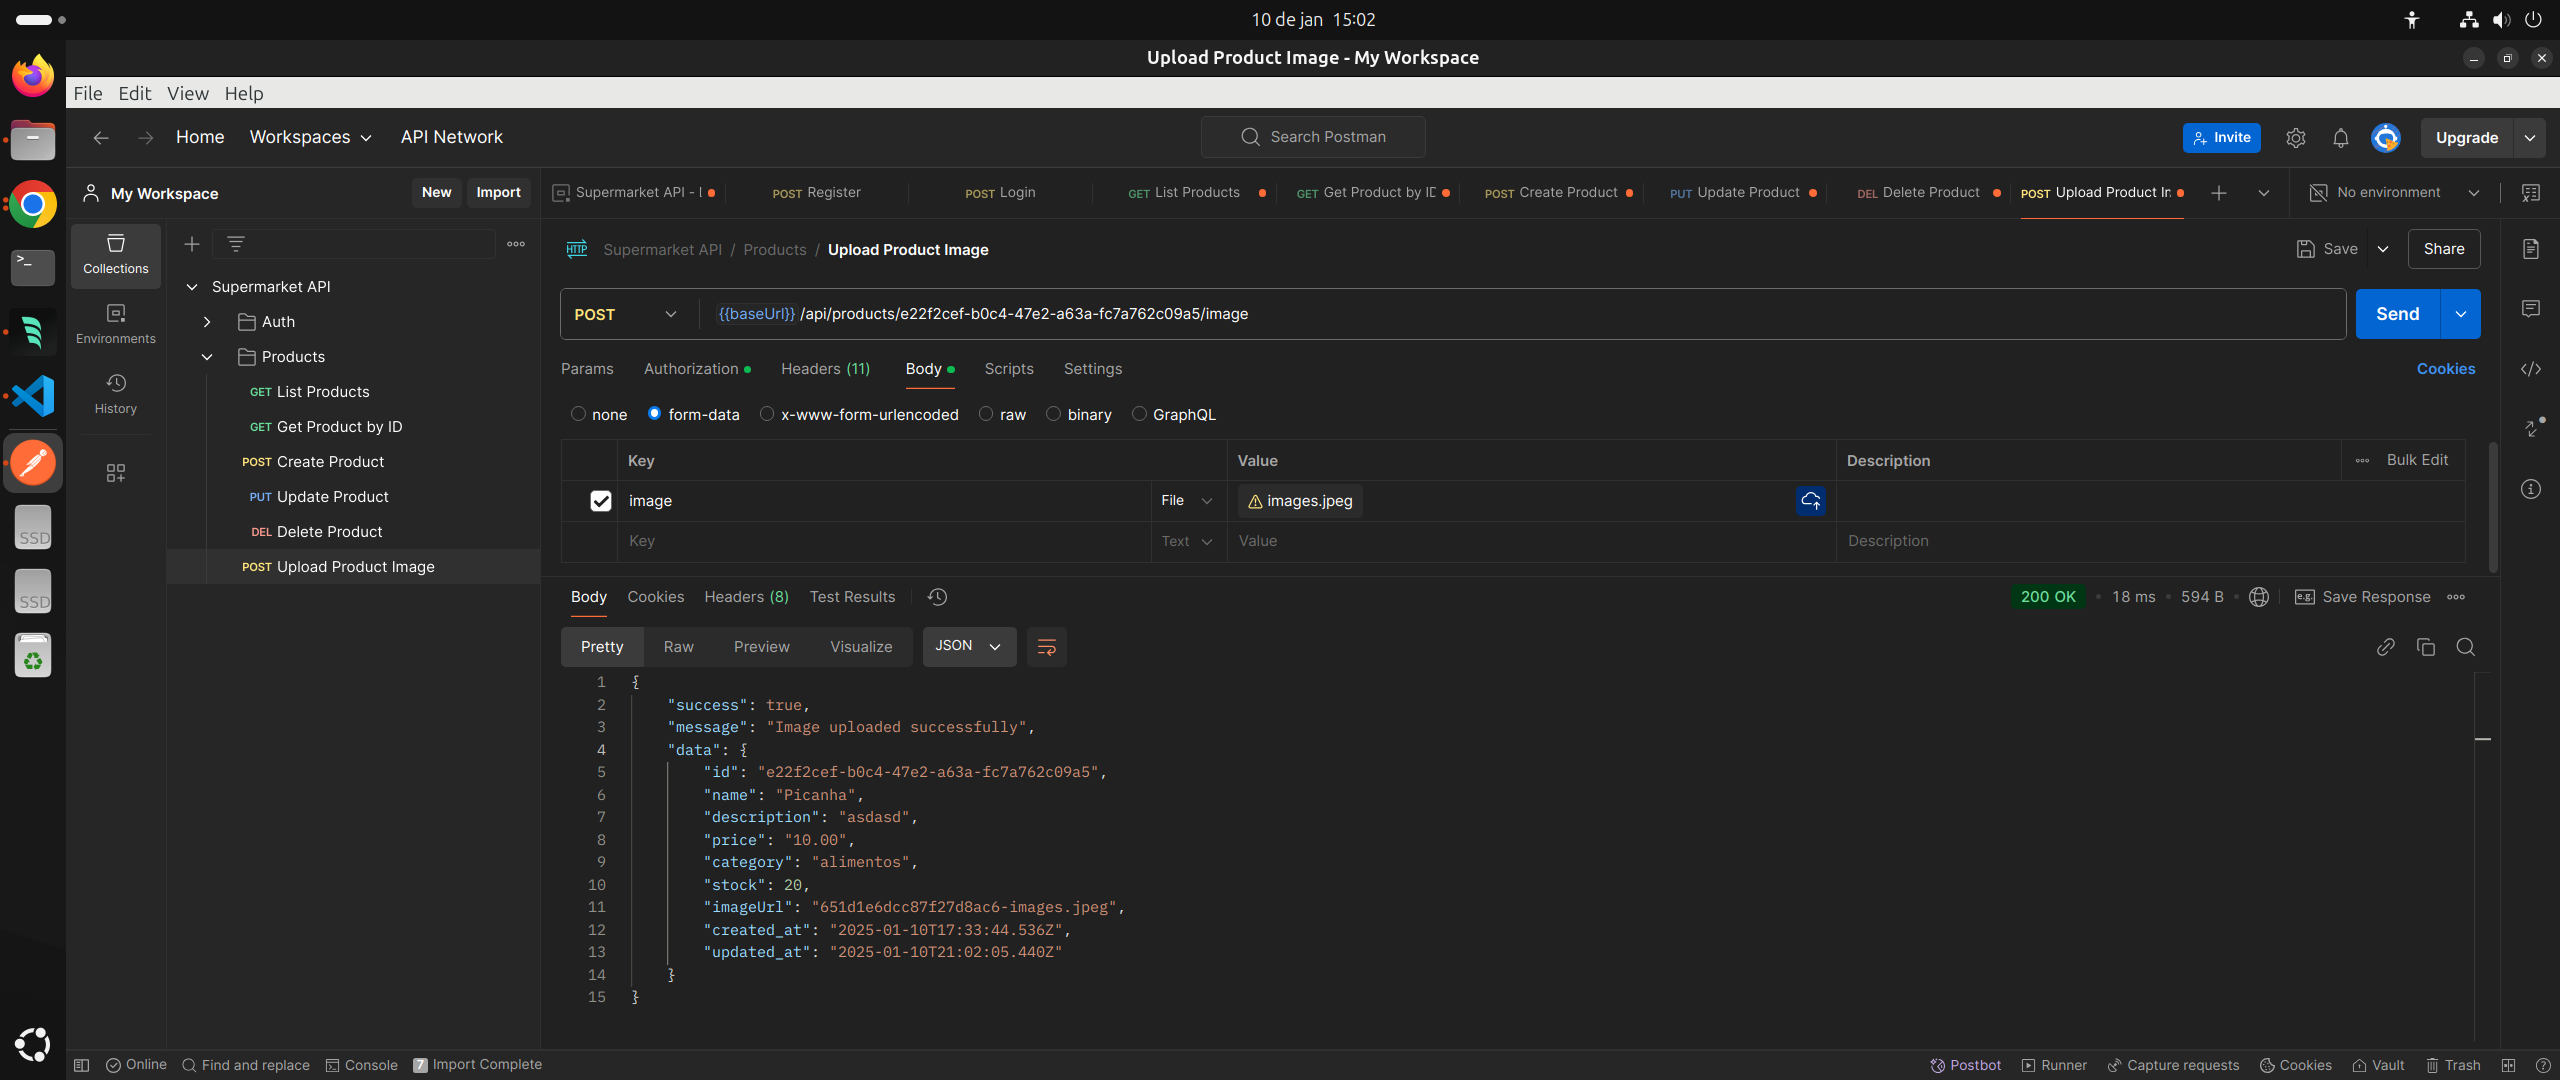 10 de jan 15:02
Upload Product Image - My Workspace
File Edit View Help
Home Workspaces API Network
Search Postman
Invite
Upgrade
My Workspace
New Import
Supermarket API - I
POST Register
POST Login
GET List Products
GET Get Product by ID
POST Create Product
PUT Update Product
DEL Delete Product
POST Upload Product In
No environment
Collections
Environments
History
Supermarket API
Auth
Products
GET List Products
GET Get Product by ID
POST Create Product
PUT Update Product
DEL Delete Product
POST Upload Product Image
HTTP Supermarket API / Products / Upload Product Image
Save
Share
POST {{baseUrl}}/api/products/e22f2cef-b0c4-47e2-a63a-fc7a762c09a5/image
Send
Params Authorization Headers (11) Body Scripts Settings
Cookies
none form-data x-www-form-urlencoded raw binary GraphQL
Key Value Description Bulk Edit
image File images.jpeg
Key Text Value Description
Body Cookies Headers (8) Test Results
200 OK 18 ms 594 B e.g. Save Response
Pretty Raw Preview Visualize JSON
1 {
2 "success": true,
3 "message": "Image uploaded successfully",
4 "data": {
5 "id": "e22f2cef-b0c4-47e2-a63a-fc7a762c09a5",
6 "name": "Picanha",
7 "description": "asdasd",
8 "price": "10.00",
9 "category": "alimentos",
10 "stock": 20,
11 "imageUrl": "651d1e6dcc87f27d8ac6-images.jpeg",
12 "created_at": "2025-01-10T17:33:44.536Z",
13 "updated_at": "2025-01-10T21:02:05.440Z"
14 }
15 }
SSD
SSD
Online Find and replace Console 7 Import Complete
Postbot Runner Capture requests Cookies Vault Trash